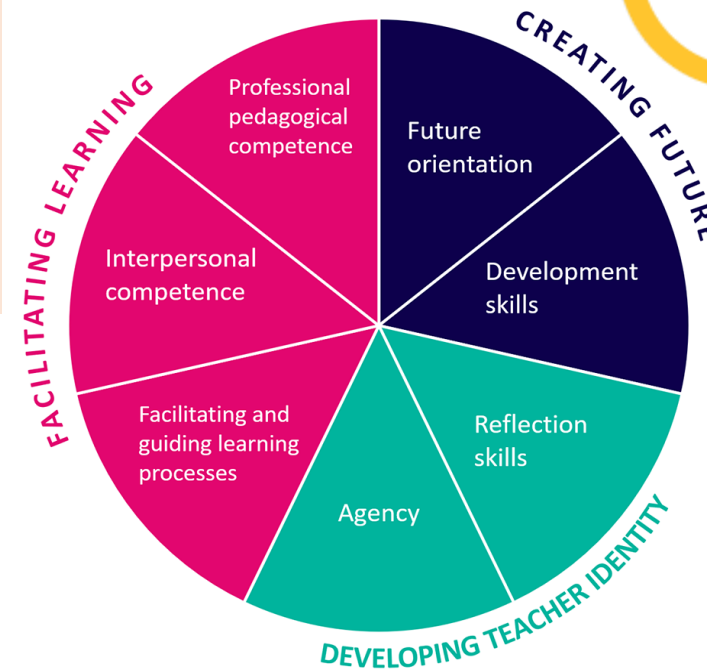 CREATING FUTURE
Future
orientation
Development
skills
Reflection
skills
DEVELOPING TEACHER IDENTITY
Agency
Facilitating and
guiding learning
processes
Interpersonal
competence
Professional
pedagogical
competence
FACILITATING LEARNING